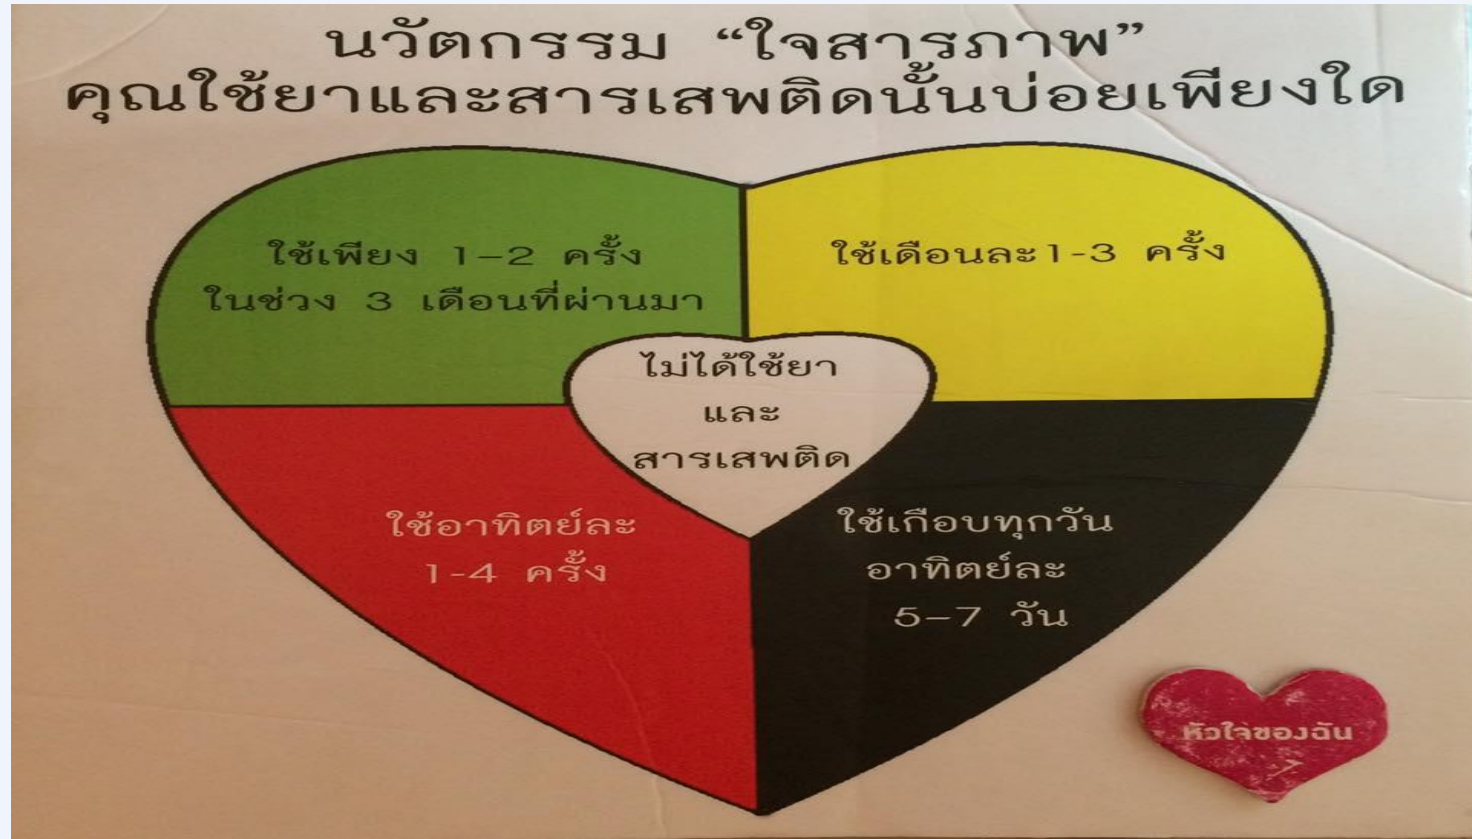 นวัตกรรม “ใจสารภาพ”
คุณใช้ยาและสารเสพติดนั้นบ่อยเพียงใด
ใช้เพียง 1-2 ครั้ง
ในช่วง 3 เดือนที่ผ่านมา
ใช้เดือนละ1-3 ครั้ง
ไม่ได้ใช้ยา
และ
สารเสพติด
ใช้อาทิตย์ละ
1-4 ครั้ง
ใช้เกือบทุกวัน
อาทิตย์ละ
5-7 วัน
หัวใจของฉัน